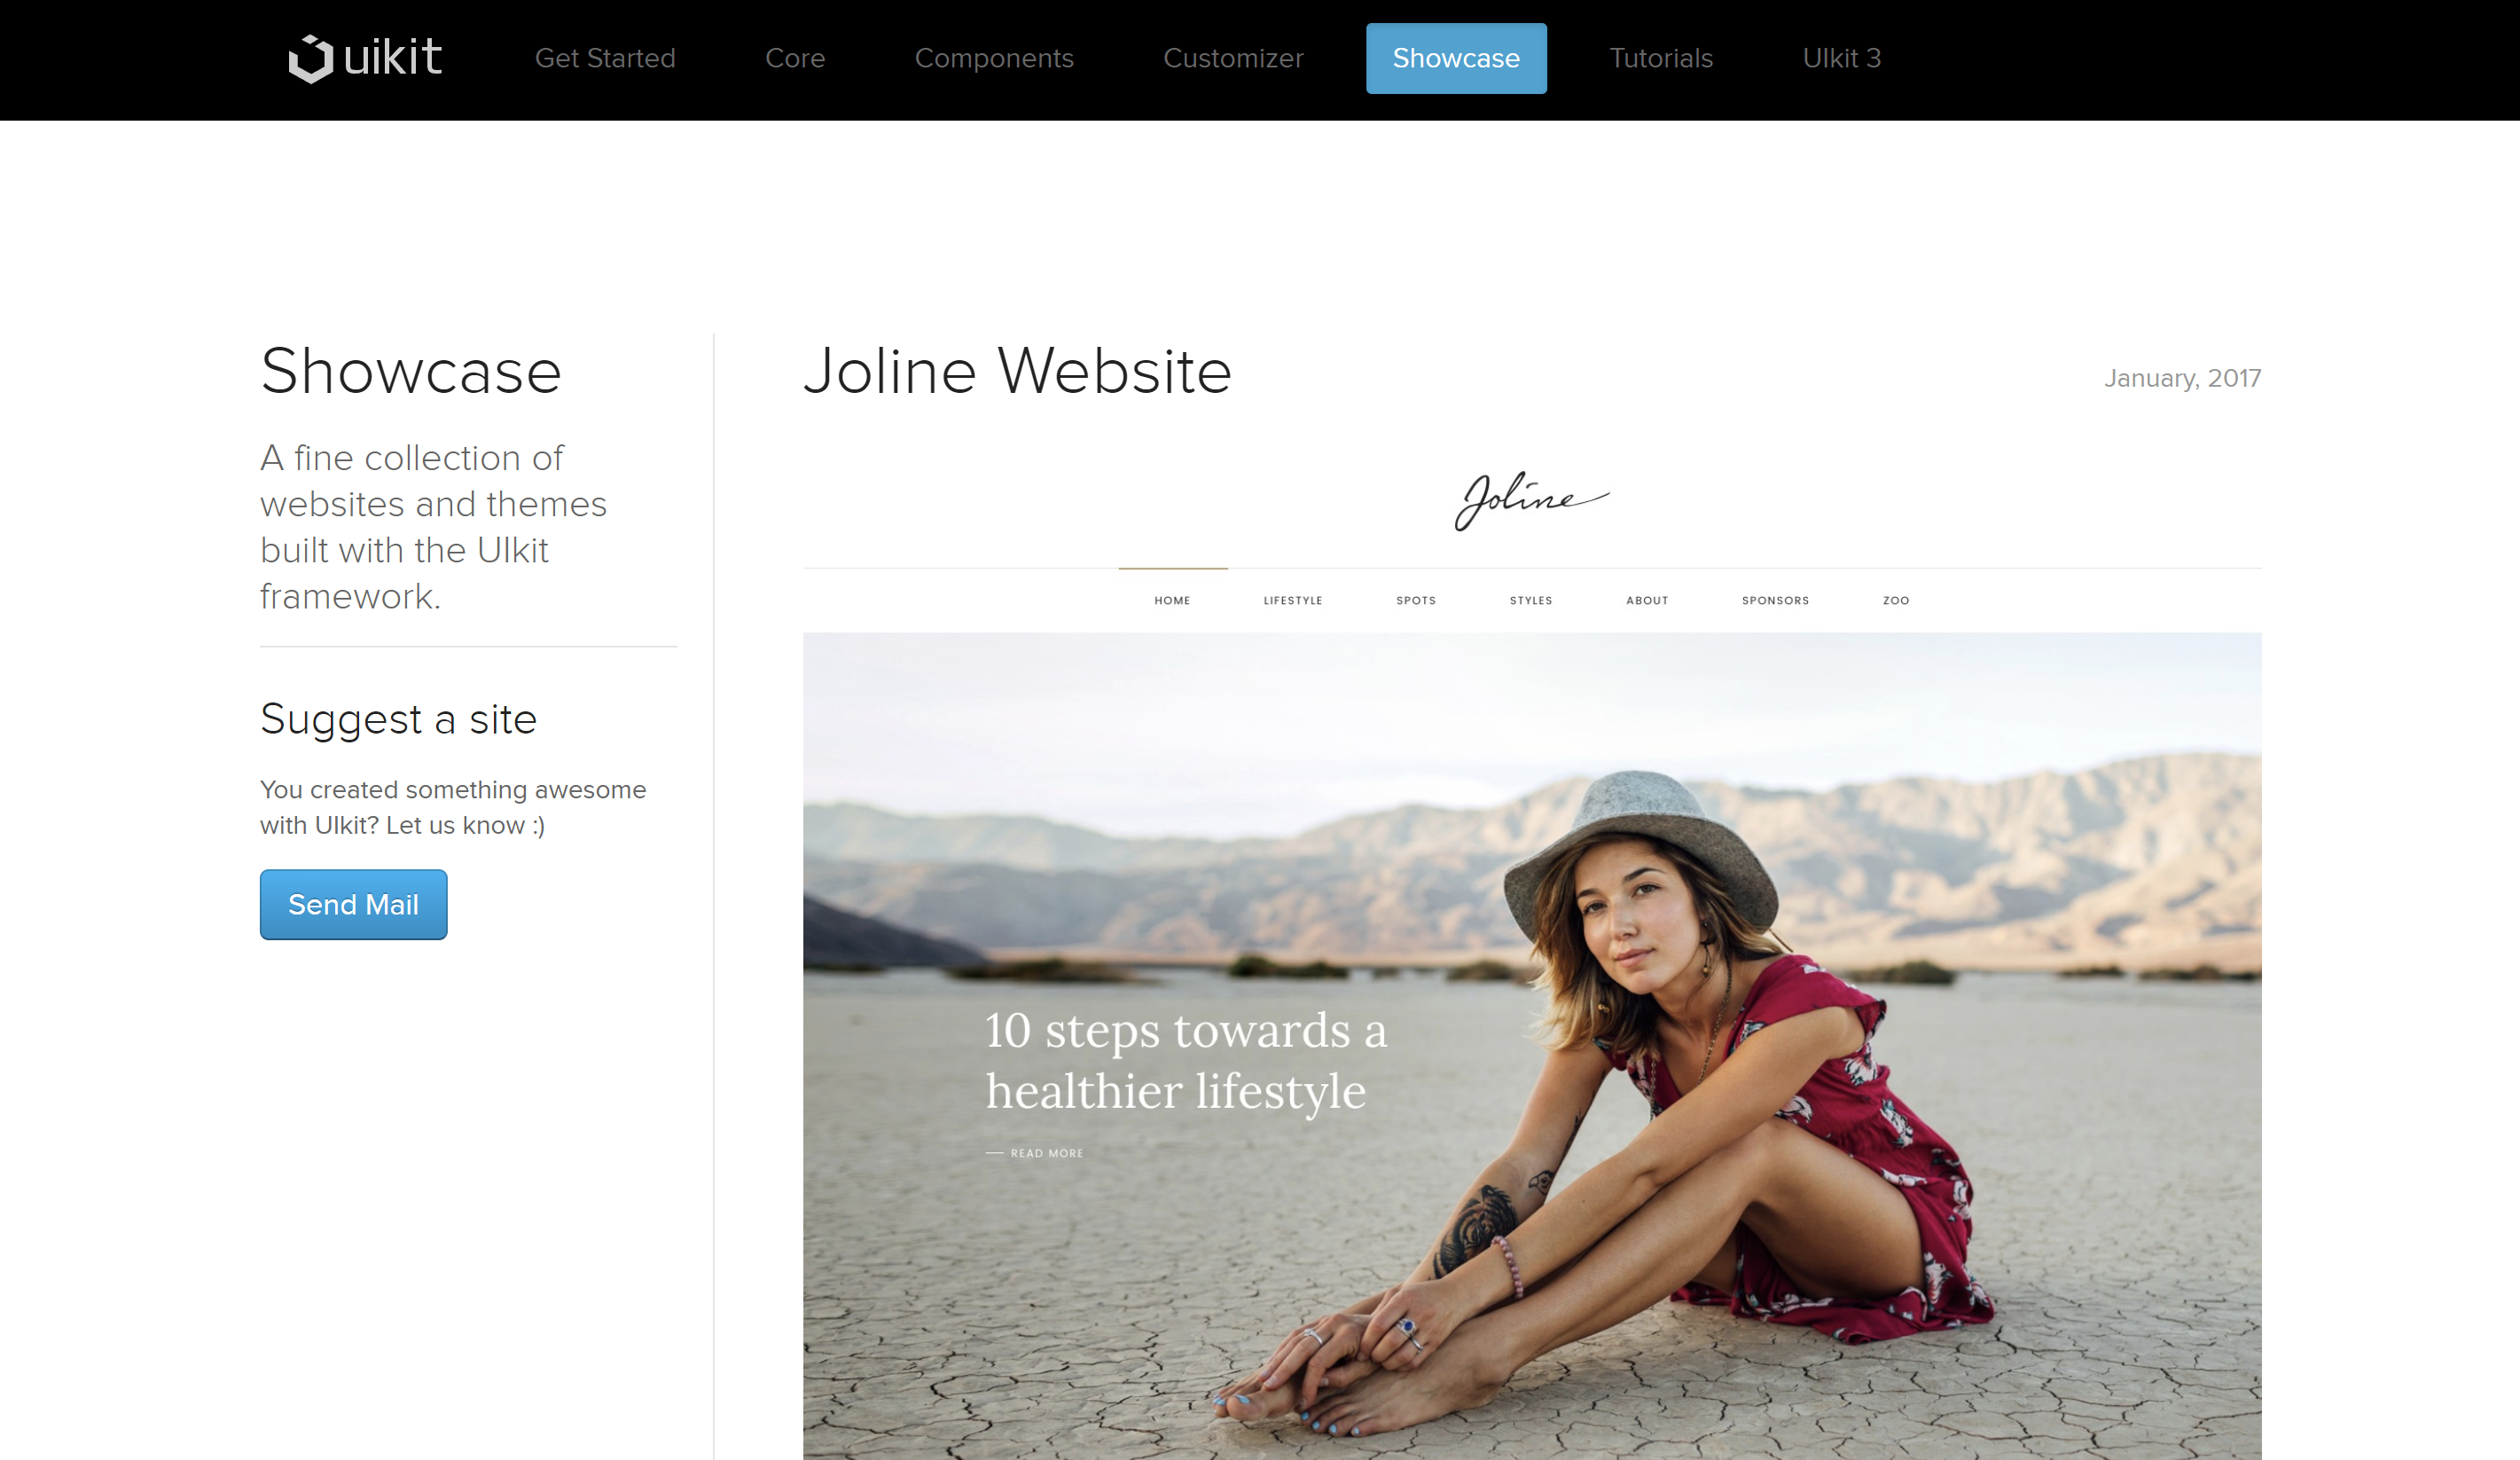 uikit
Get Started
Core
Components
Customizer
Showcase
Tutorials
UIkit 3
Showcase
A fine collection of
websites and themes
built with the UIkit
framework.
Suggest a site
You created something awesome
with UIkit? Let us know :)
Send Mail
Joline Website
January, 2017
Joline
HOME
LIFESTYLE
SPOTS
STYLES
ABOUT
SPONSORS
ZOO
10 steps towards a
healthier lifestyle
READ MORE